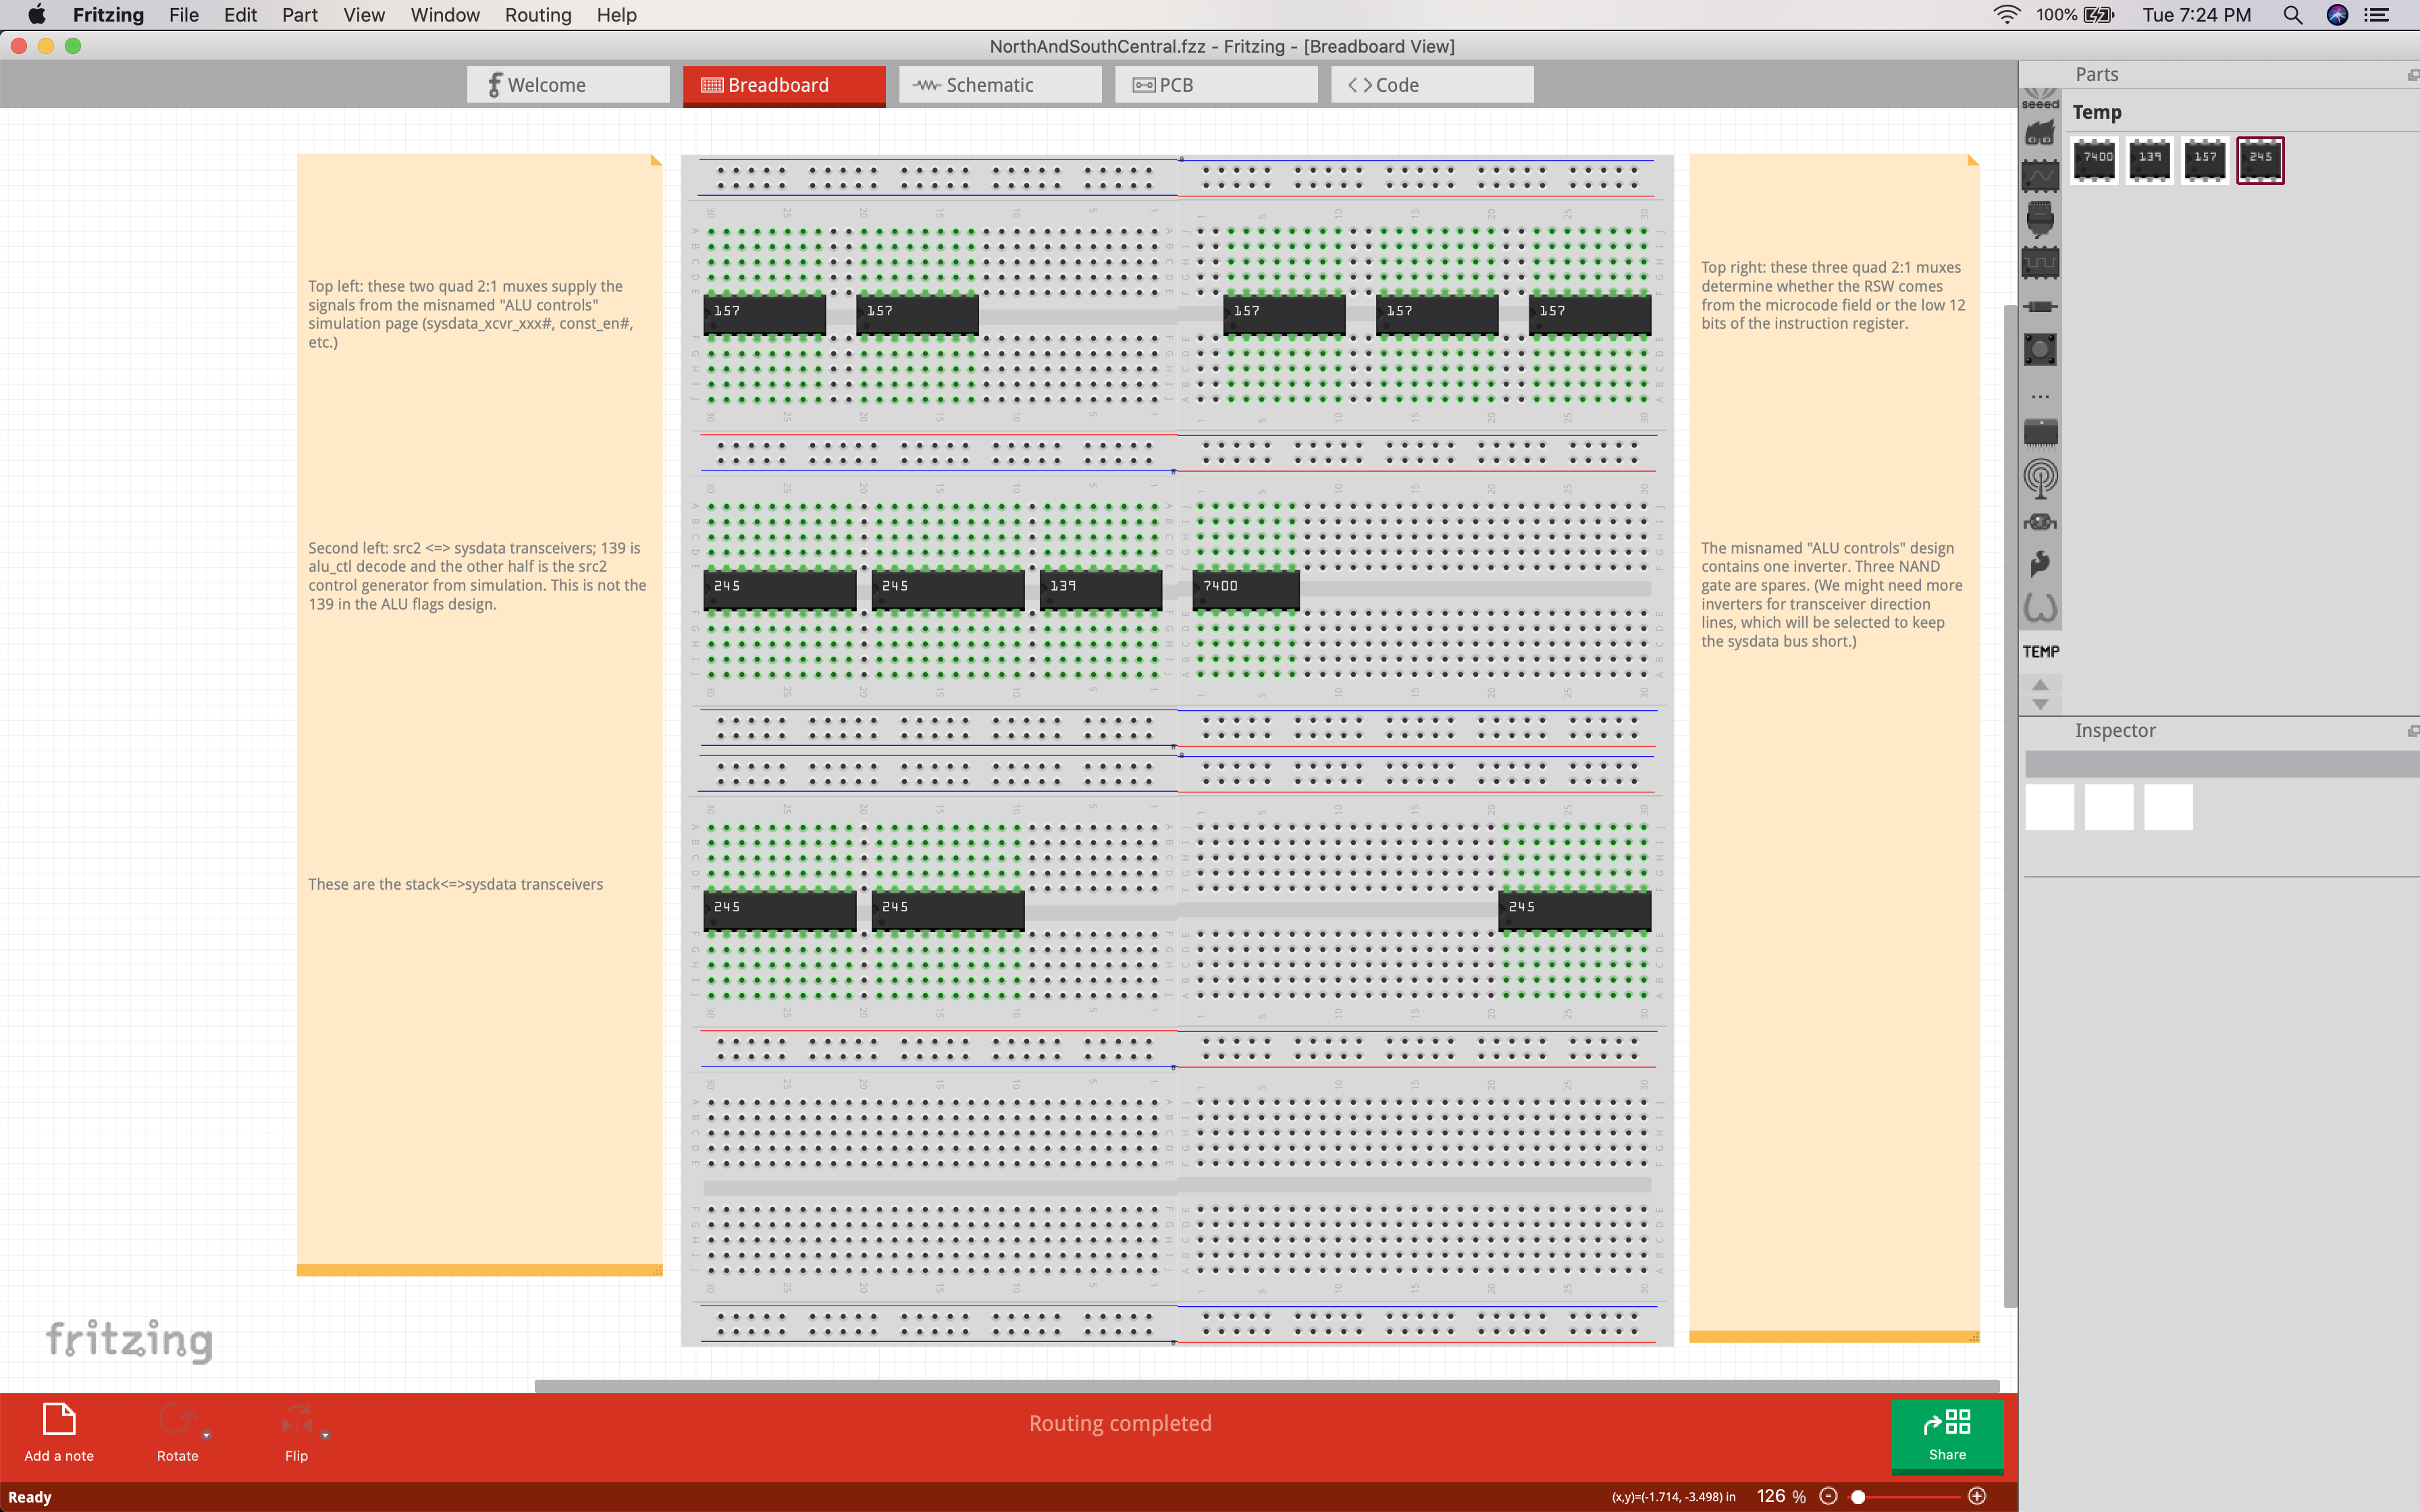 Fritzing File Edit Part View Window Routing Help
100% Tue 7:24 PM
NorthAndSouthCentral.fzz - Fritzing - [Breadboard View]
Welcome
Breadboard
Schematic
PCB
Code
Parts
seeed
Temp
7400 139 157 245
Top left: these two quad 2:1 muxes supply the
signals from the misnamed "ALU controls"
simulation page (sysdata_xcvr_xxx#, const_en#,
etc.)
157 157 157 157 157
Top right: these three quad 2:1 muxes
determine whether the RSW comes
from the microcode field or the low 12
bits of the instruction register.
Second left: src2 <=> sysdata transceivers; 139 is
alu_ctl decode and the other half is the src2
control generator from simulation. This is not the
139 in the ALU flags design.
245 245 139 7400
The misnamed "ALU controls" design
contains one inverter. Three NAND
gate are spares. (We might need more
inverters for transceiver direction
lines, which will be selected to keep
the sysdata bus short.)
TEMP
Inspector
These are the stack<=>sysdata transceivers
245 245 245
fritzing
Add a note
Rotate
Flip
Routing completed
Share
Ready
(x,y)=(-1.714, -3.498) in 126 %